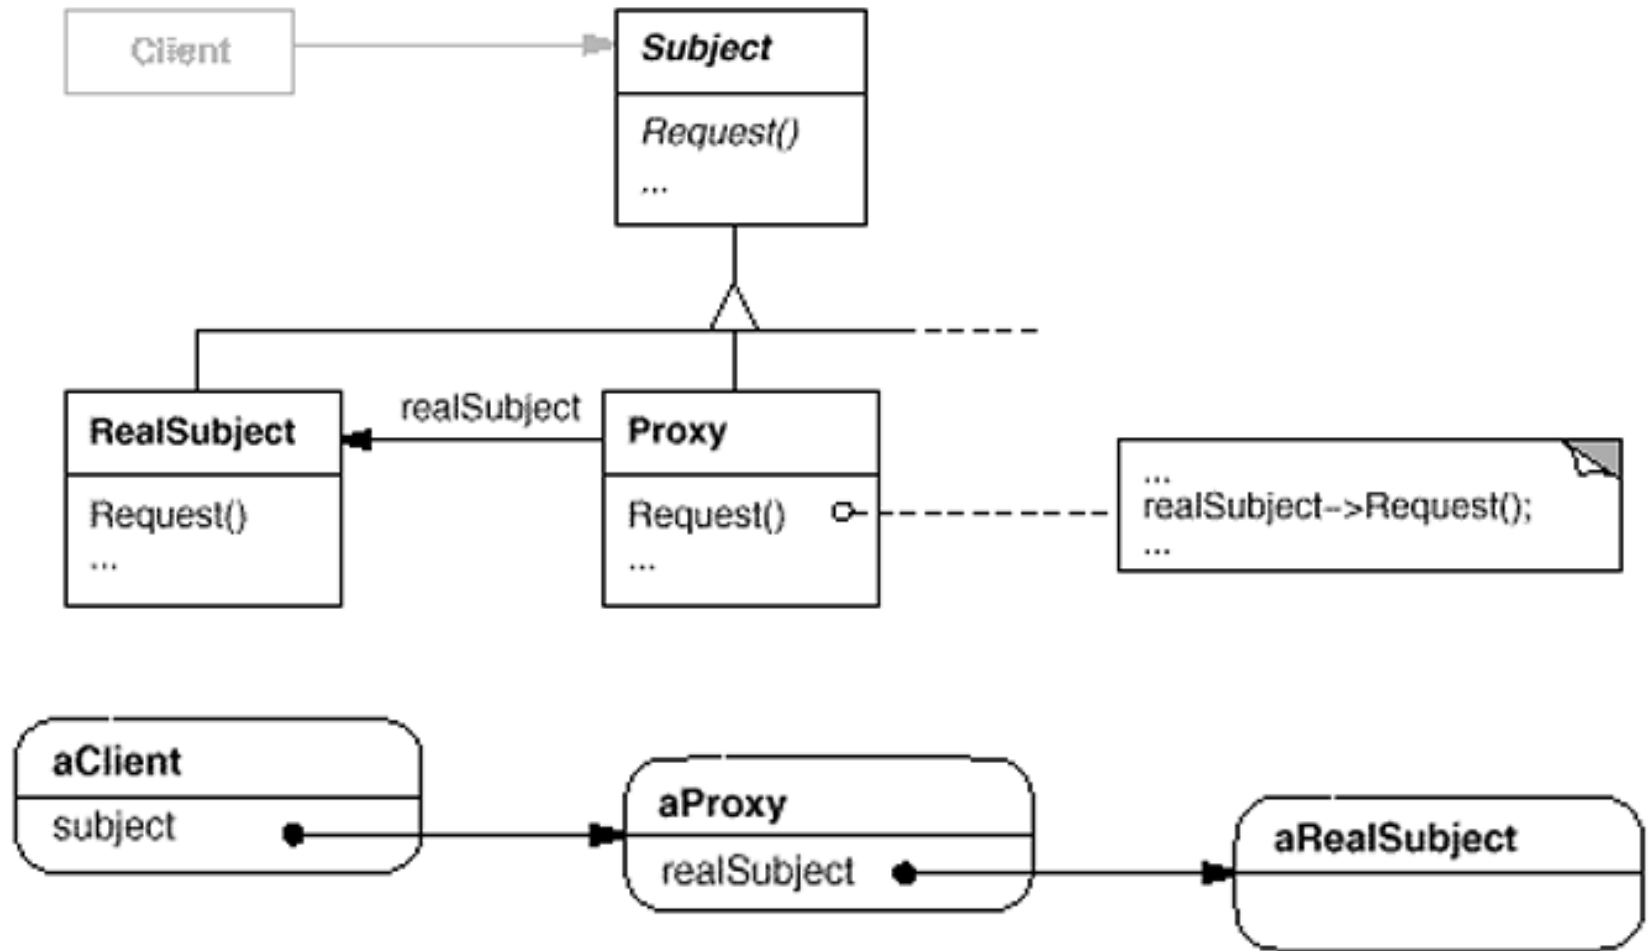 Client
Subject
Request()
...
realSubject
RealSubject
Request()
...
Proxy
Request()
...
...
realSubject->Request();
...
aClient
subject
aProxy
realSubject
aRealSubject